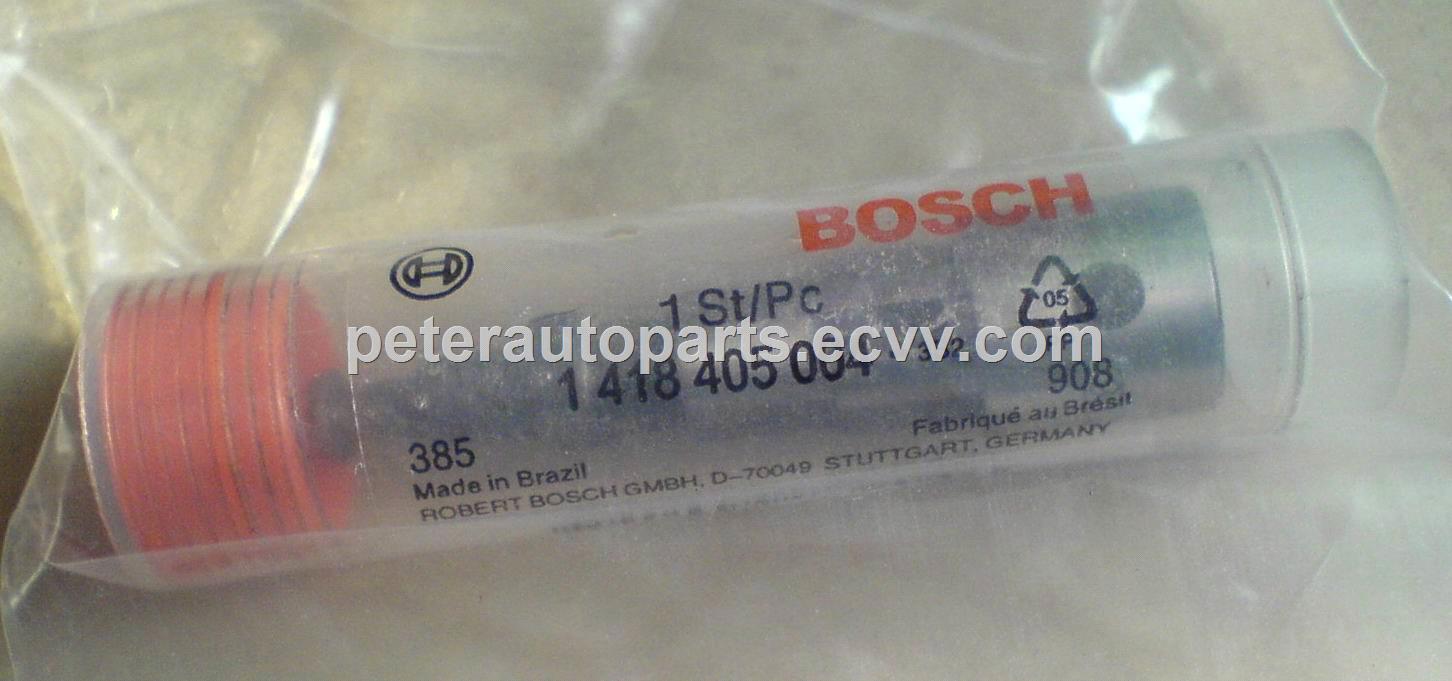 BOSCH
1 St/Pc
05
PP
peterautoparts.ecvv.com
1 418 405 004
908
385
Fabriqué au Brésil
Made in Brazil
ROBERT BOSCH GMBH, D-70049 STUTTGART, GERMANY